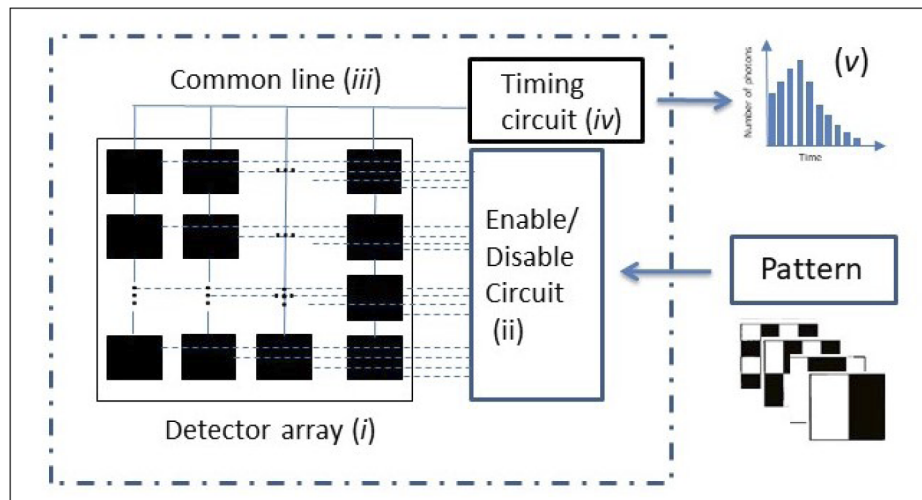 Common line (iii)
Timing
circuit (iv)
Number of photons
Time
(v)
Enable/
Disable
Circuit
(ii)
Pattern
Detector array (i)